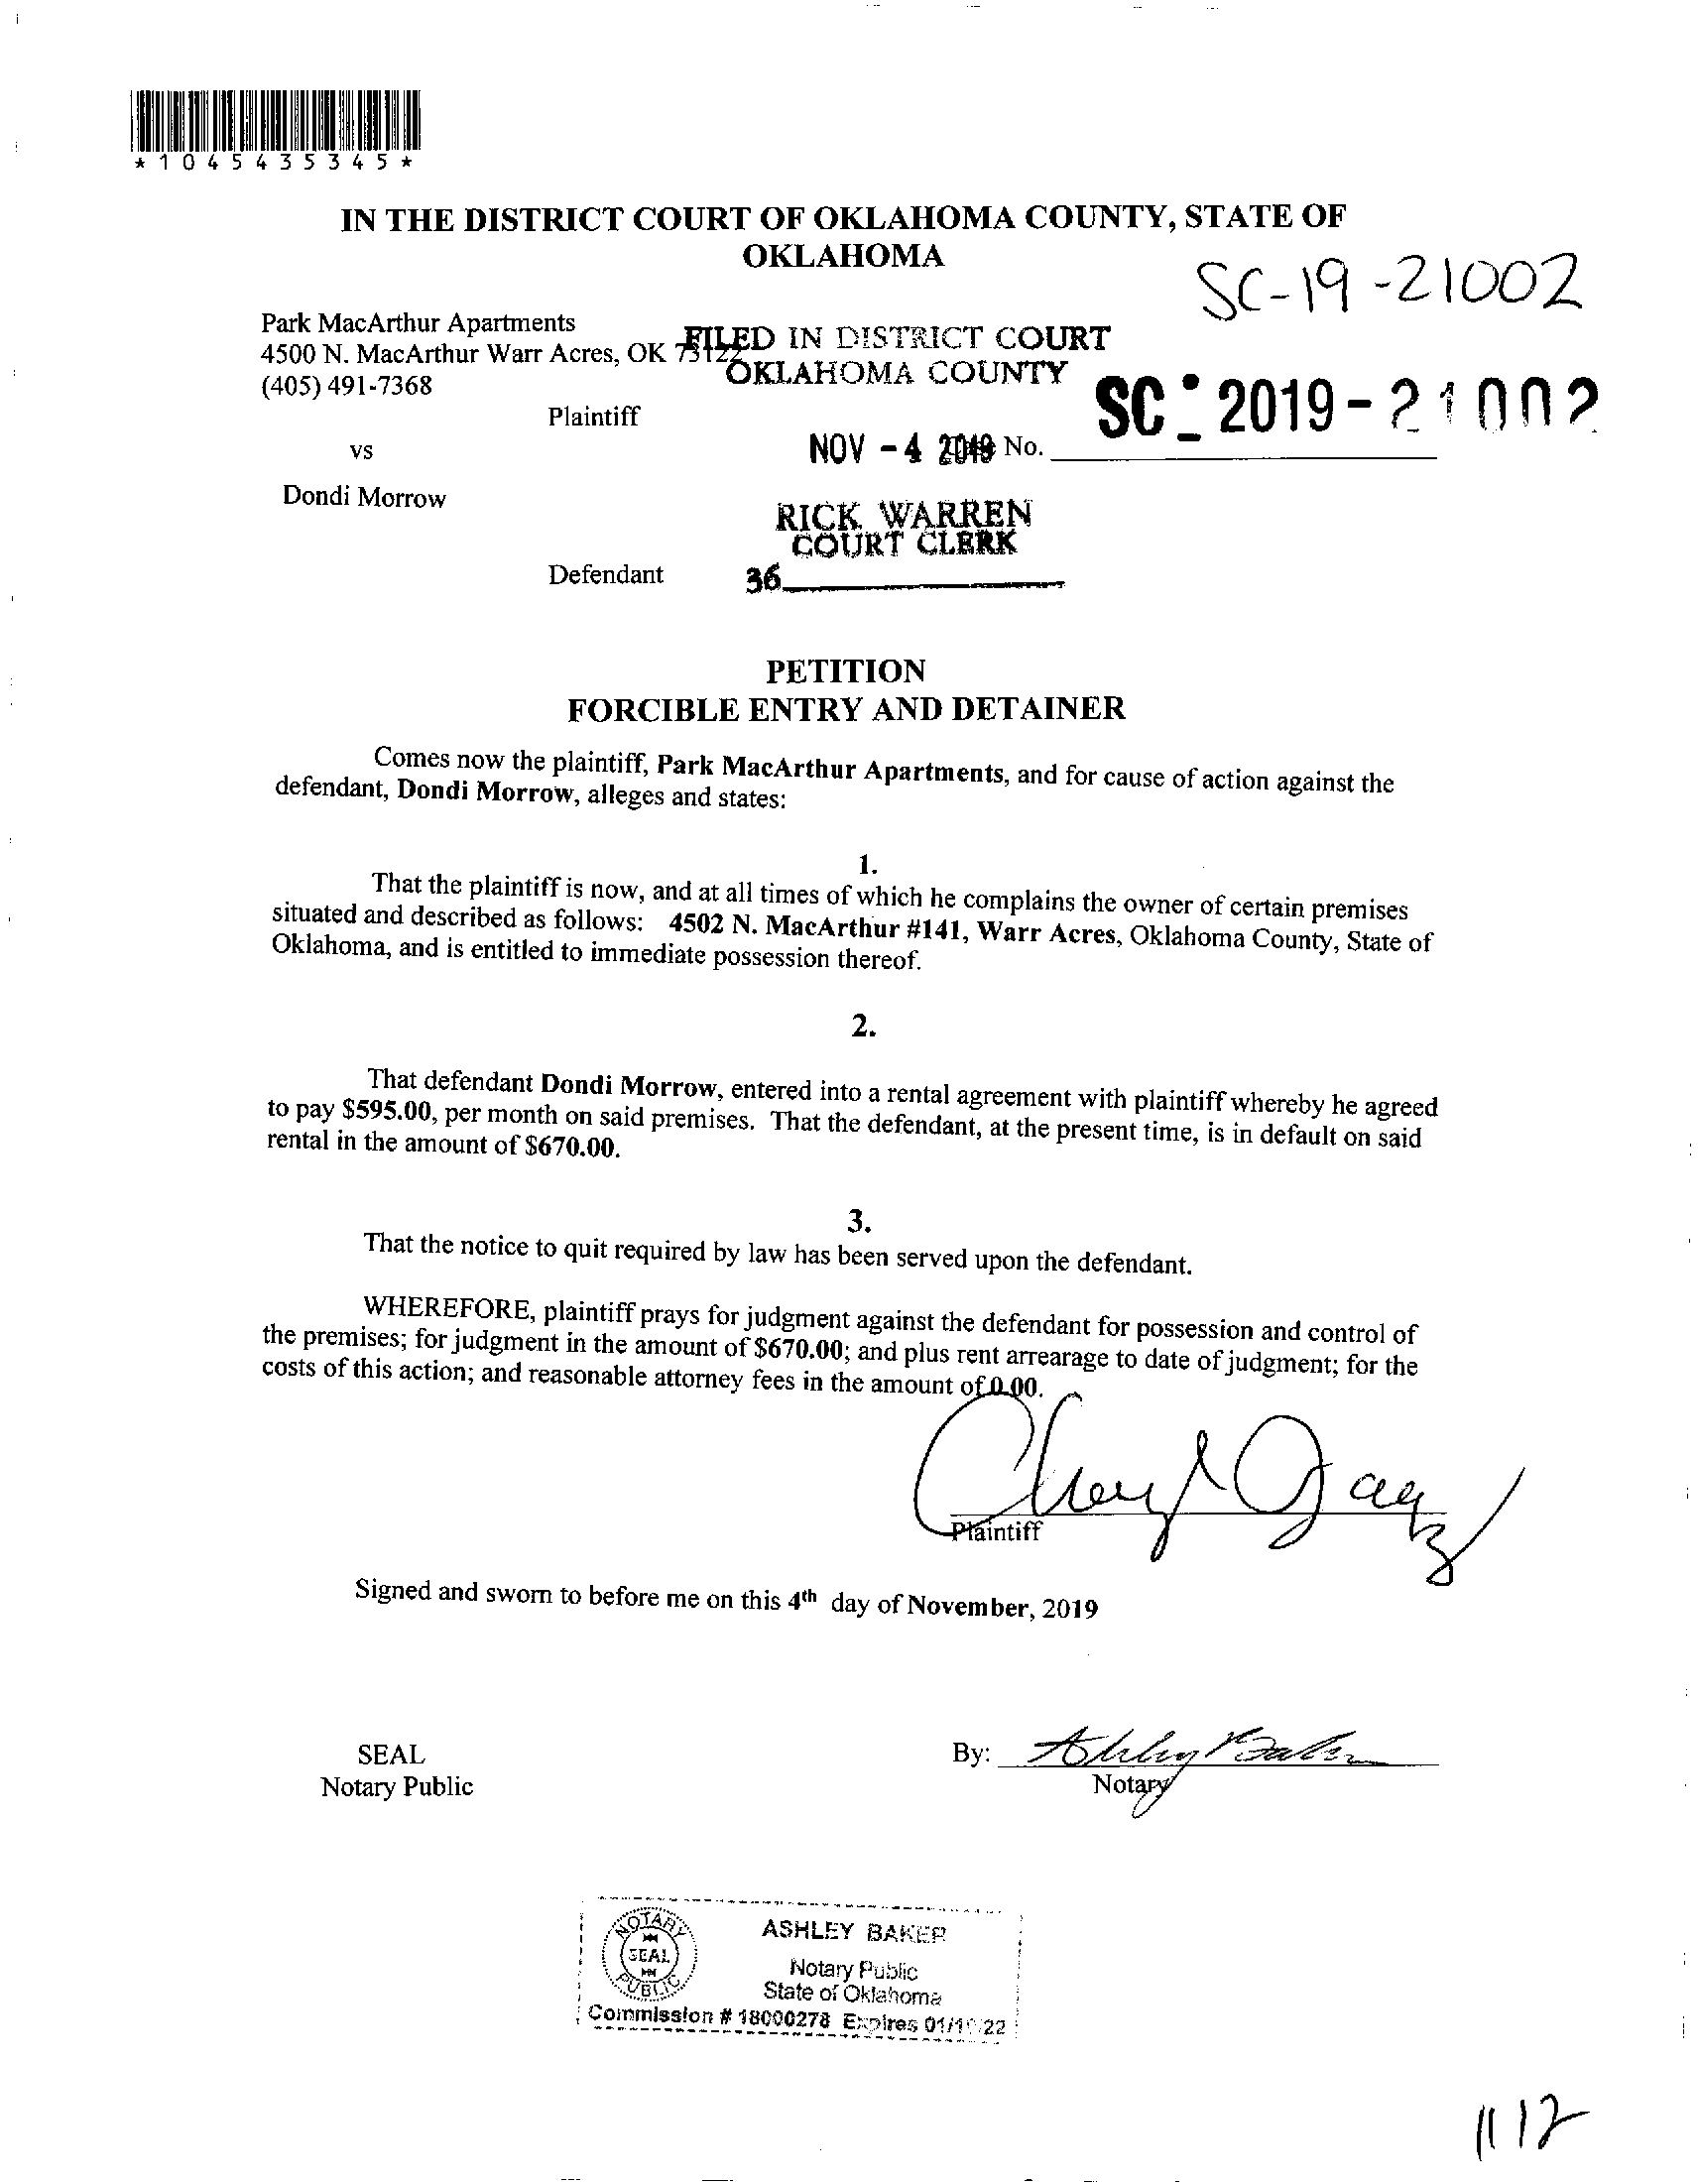 *1045435345*
IN THE DISTRICT COURT OF OKLAHOMA COUNTY, STATE OF
OKLAHOMA
SC-19-21002
Park MacArthur Apartments
4500 N. MacArthur Warr Acres, OK 73122
(405) 491-7368
FILED IN DISTRICT COURT
OKLAHOMA COUNTY
SC - 2019-21002
Plaintiff
vs
NOV - 4 2019 No.
Dondi Morrow
RICK WARREN
COURT CLERK
Defendant
36
PETITION
FORCIBLE ENTRY AND DETAINER
Comes now the plaintiff, Park MacArthur Apartments, and for cause of action against the
defendant, Dondi Morrow, alleges and states:
1.
That the plaintiff is now, and at all times of which he complains the owner of certain premises
situated and described as follows: 4502 N. MacArthur #141, Warr Acres, Oklahoma County, State of
Oklahoma, and is entitled to immediate possession thereof.
2.
That defendant Dondi Morrow, entered into a rental agreement with plaintiff whereby he agreed
to pay $595.00, per month on said premises. That the defendant, at the present time, is in default on said
rental in the amount of $670.00.
3.
That the notice to quit required by law has been served upon the defendant.
WHEREFORE, plaintiff prays for judgment against the defendant for possession and control of
the premises; for judgment in the amount of $670.00; and plus rent arrearage to date of judgment; for the
costs of this action; and reasonable attorney fees in the amount of 0.00.
Plaintiff
Signed and sworn to before me on this 4th day of November, 2019
SEAL
Notary Public
By: Ashley Baker
Notary
NOTARY
SEAL
PUBLIC
ASHLEY BAKER
Notary Public
State of Oklahoma
Commission # 18000278 Expires
11 12